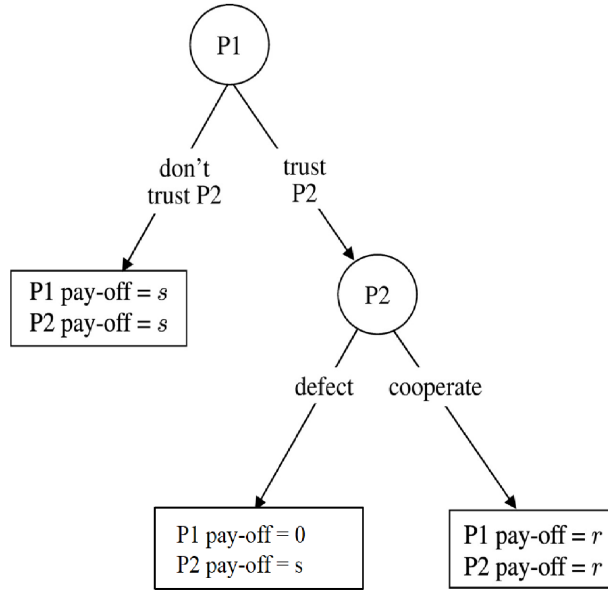 P1
don't
trust P2
trust
P2
P1 pay-off = s
P2 pay-off = s
P2
defect
cooperate
P1 pay-off = 0
P2 pay-off = s
P1 pay-off = r
P2 pay-off = r